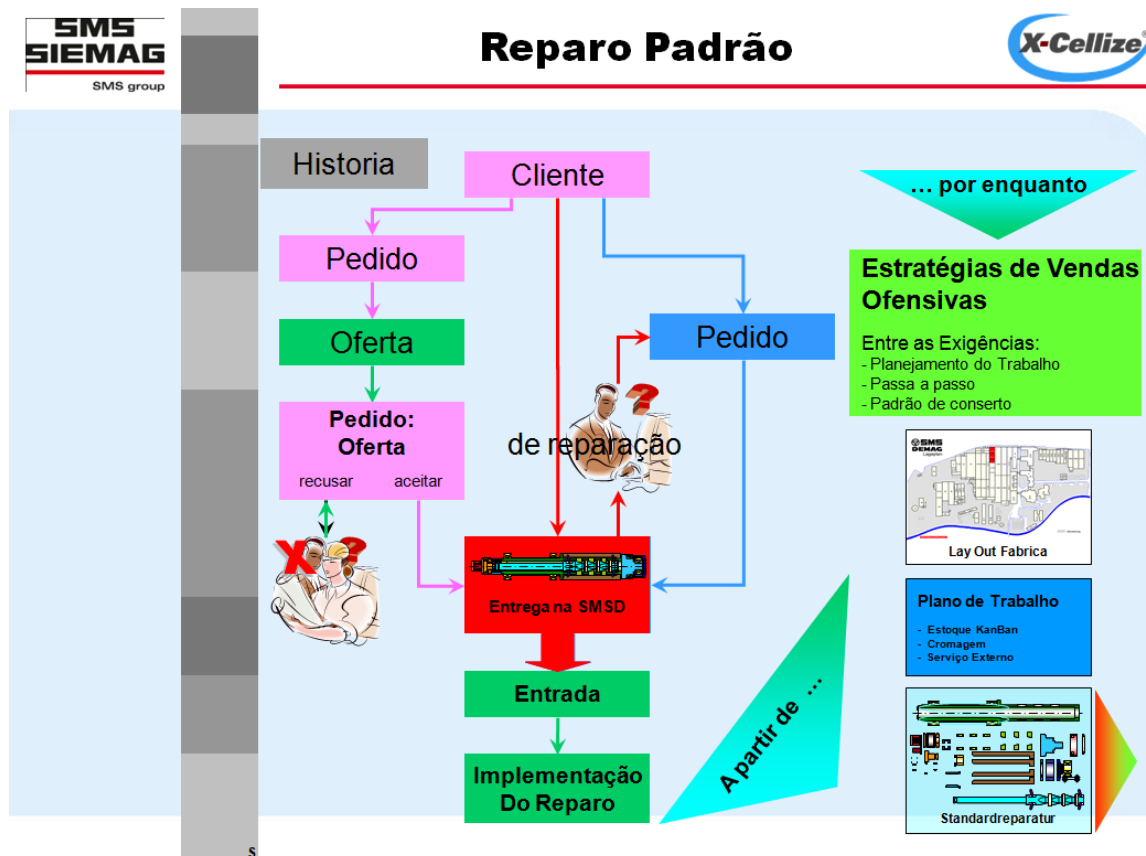 SMS
SIEMAG
SMS group
Reparo Padrão
X-Cellize®
Historia
Cliente
... por enquanto
Pedido
Estratégias de Vendas
Ofensivas
Entre as Exigências:
- Planejamento do Trabalho
- Passa a passo
- Padrão de conserto
Oferta
Pedido
Pedido:
Oferta
recusar aceitar
de reparação
?
X ?
SMS
DEMAG
Lay Out Fabrica
Entrega na SMSD
Plano de Trabalho
- Estoque KanBan
- Cromagem
- Serviço Externo
Entrada
A partir de ...
Implementação
Do Reparo
Standardreparatur
s